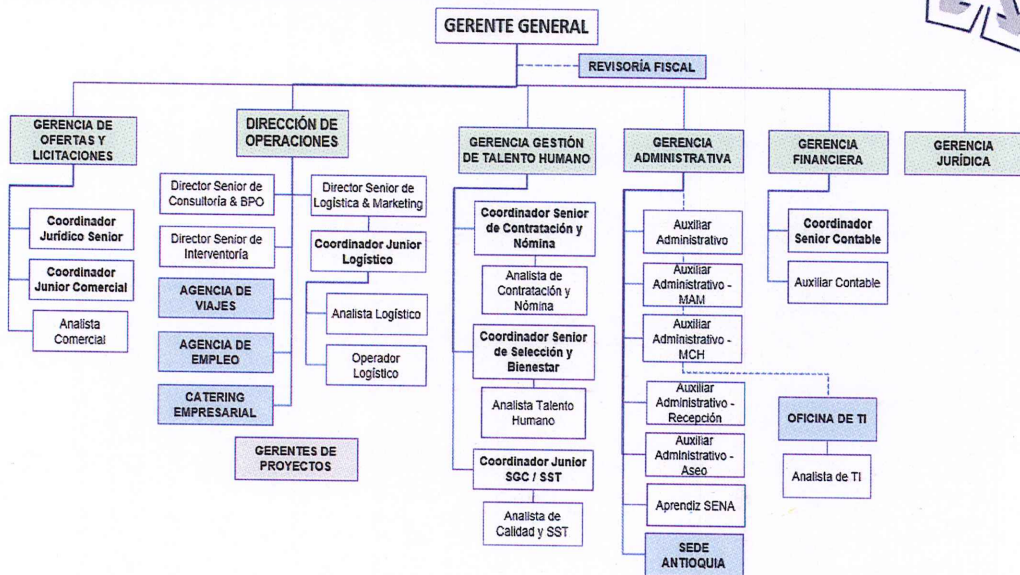 GERENTE GENERAL
REVISORÍA FISCAL
GERENCIA DE
OFERTAS Y
LICITACIONES
Coordinador
Jurídico Senior
Coordinador
Junior Comercial
Analista
Comercial
DIRECCIÓN DE
OPERACIONES
Director Senior de
Consultoría & BPO
Director Senior de
Interventoría
AGENCIA DE
VIAJES
AGENCIA DE
EMPLEO
CATERING
EMPRESARIAL
Director Senior de
Logística & Marketing
Coordinador Junior
Logístico
Analista Logístico
Operador
Logístico
GERENTES DE
PROYECTOS
GERENCIA GESTIÓN
DE TALENTO HUMANO
Coordinador Senior
de Contratación y
Nómina
Analista de
Contratación y
Nómina
Coordinador Senior
de Selección y
Bienestar
Analista Talento
Humano
Coordinador Junior
SGC / SST
Analista de
Calidad y SST
GERENCIA
ADMINISTRATIVA
Auxiliar
Administrativo
Auxiliar
Administrativo -
MAM
Auxiliar
Administrativo -
MCH
Auxiliar
Administrativo -
Recepción
Auxiliar
Administrativo -
Aseo
Aprendiz SENA
SEDE
ANTIOQUIA
OFICINA DE TI
Analista de TI
GERENCIA
FINANCIERA
Coordinador
Senior Contable
Auxiliar Contable
GERENCIA
JURÍDICA